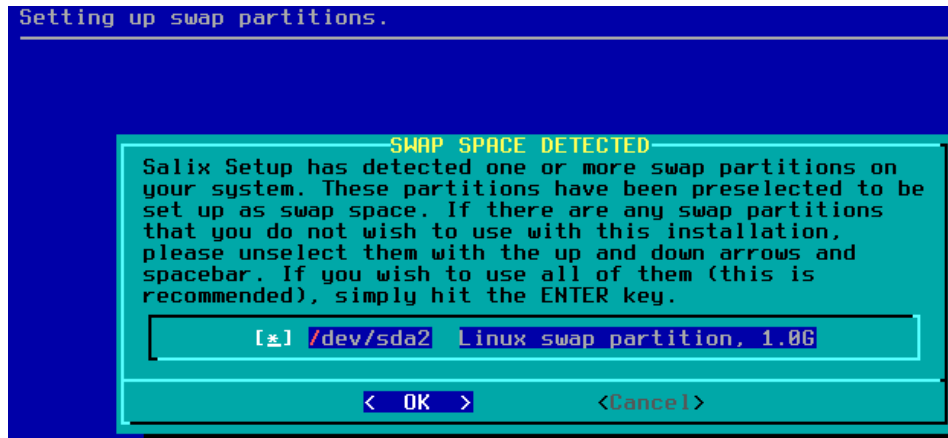 Setting up swap partitions.
SWAP SPACE DETECTED
Salix Setup has detected one or more swap partitions on
your system. These partitions have been preselected to be
set up as swap space. If there are any swap partitions
that you do not wish to use with this installation,
please unselect them with the up and down arrows and
spacebar. If you wish to use all of them (this is
recommended), simply hit the ENTER key.
[*] /dev/sda2 Linux swap partition, 1.0G
< OK > <Cancel>